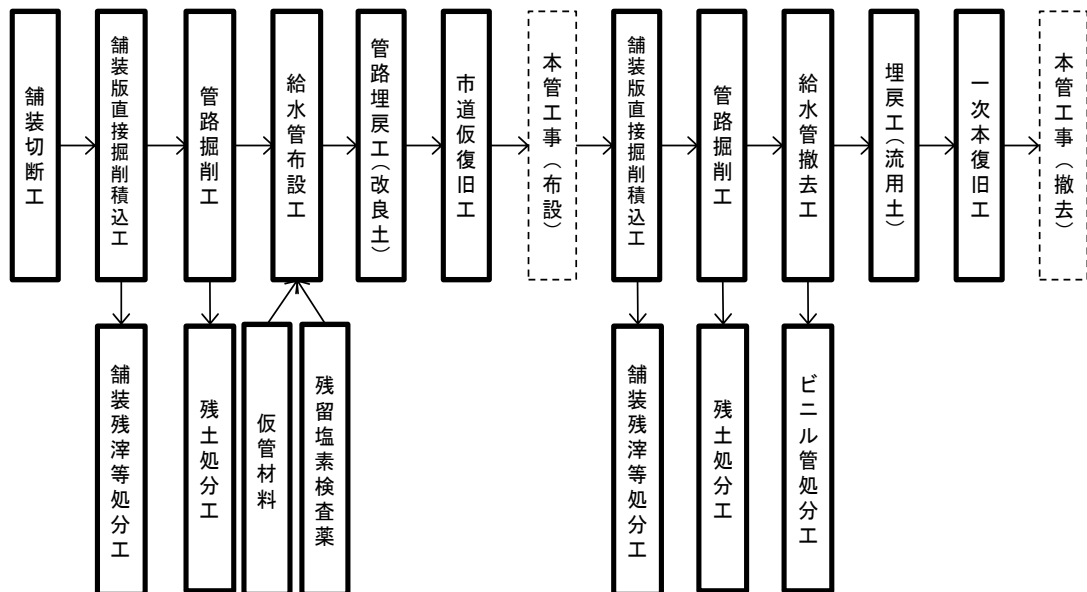 舗装切断工
舗装版直接掘削積込工
管路掘削工
給水管布設工
管路埋戻工（改良土）
市道仮復旧工
本管工事（布設）
舗装版直接掘削積込工
管路掘削工
給水管撤去工
埋戻工（流用土）
一次本復旧工
本管工事（撤去）
舗装残滓等処分工
残土処分工
仮管材料
残留塩素検査薬
舗装残滓等処分工
残土処分工
ビニル管処分工